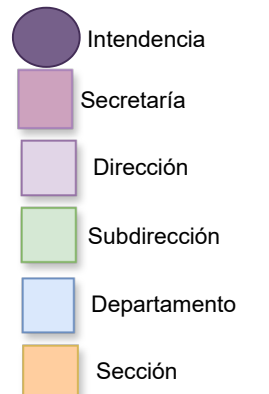 Intendencia
Secretaría
Dirección
Subdirección
Departamento
Sección